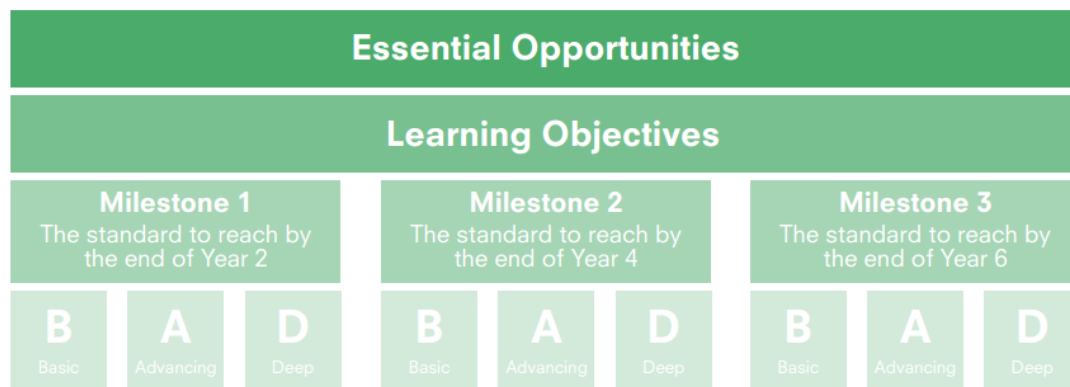 Essential Opportunities
Learning Objectives
Milestone 1
The standard to reach by
the end of Year 2
Milestone 2
The standard to reach by
the end of Year 4
Milestone 3
The standard to reach by
the end of Year 6
B
Basic
A
Advancing
D
Deep
B
Basic
A
Advancing
D
Deep
B
Basic
A
Advancing
D
Deep